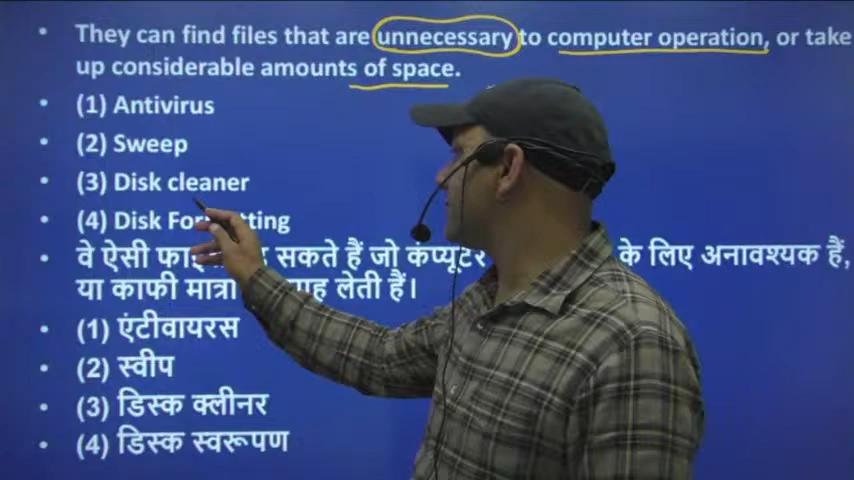 They can find files that are unnecessary to computer operation, or take
up considerable amounts of space.
(1) Antivirus
(2) Sweep
(3) Disk cleaner
(4) Disk
वे ऐसी सकते हैं जो के लिए अनावश्यक हैं,
या काफी मात्रा लेती हैं।
(1) एंटीवायरस
(2) स्वीप
(3) डिस्क क्लीनर
(4) डिस्क स्वरूपण